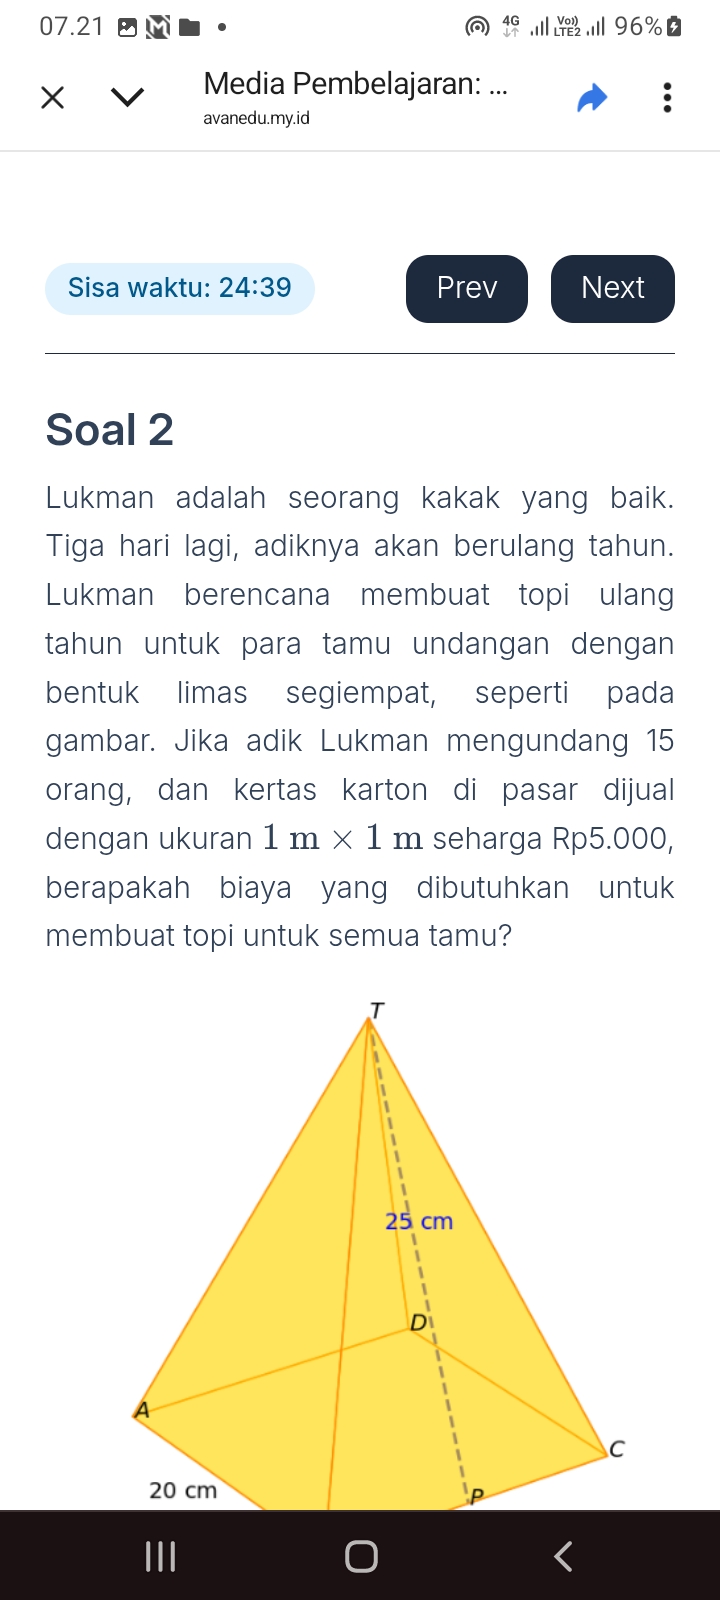 07.21
4G Vo)) LTE2 96%
Media Pembelajaran: ...
avanedu.my.id
Sisa waktu: 24:39 Prev Next
Soal 2
Lukman adalah seorang kakak yang baik.
Tiga hari lagi, adiknya akan berulang tahun.
Lukman berencana membuat topi ulang
tahun untuk para tamu undangan dengan
bentuk limas segiempat, seperti pada
gambar. Jika adik Lukman mengundang 15
orang, dan kertas karton di pasar dijual
dengan ukuran 1 m × 1 m seharga Rp5.000,
berapakah biaya yang dibutuhkan untuk
membuat topi untuk semua tamu?
T
25 cm
D
A
C
20 cm
P